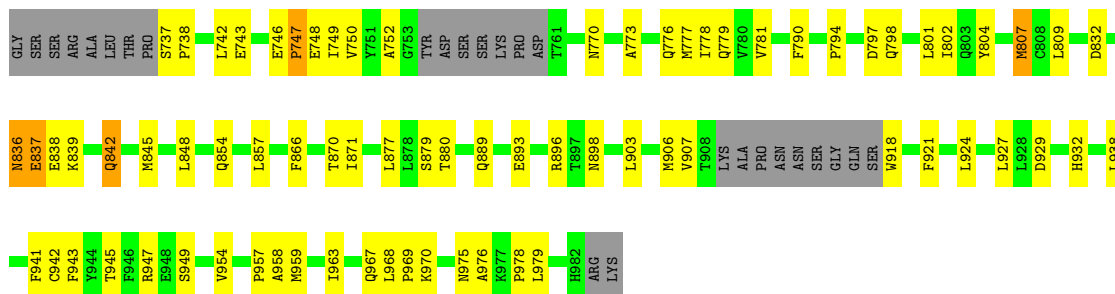 GLY SER SER ARG ALA LEU THR PRO S737 P738 L742 E743 E746 P747 E748 I749 V750 Y751 A752 G753 TYR ASP SER SER LYS PRO ASP T761 N770 A773 Q776 M777 I778 Q779 V780 V781 F790 P794 D797 Q798 L801 I802 Q803 Y804 M807 C808 L809 D832
N836 E837 E838 K839 Q842 M845 L848 Q854 L857 F866 T870 I871 L877 L878 S879 T880 Q889 E893 R896 T897 N898 L903 M906 V907 T908 LYS ALA PRO ASN ASN SER GLY GLN SER W918 F921 L924 L927 L928 D929 H932
F941 C942 F943 Y944 T945 F946 R947 E948 S949 V954 P957 A958 M959 I963 Q967 L968 P969 K970 N975 A976 K977 P978 L979 H982 ARG LYS